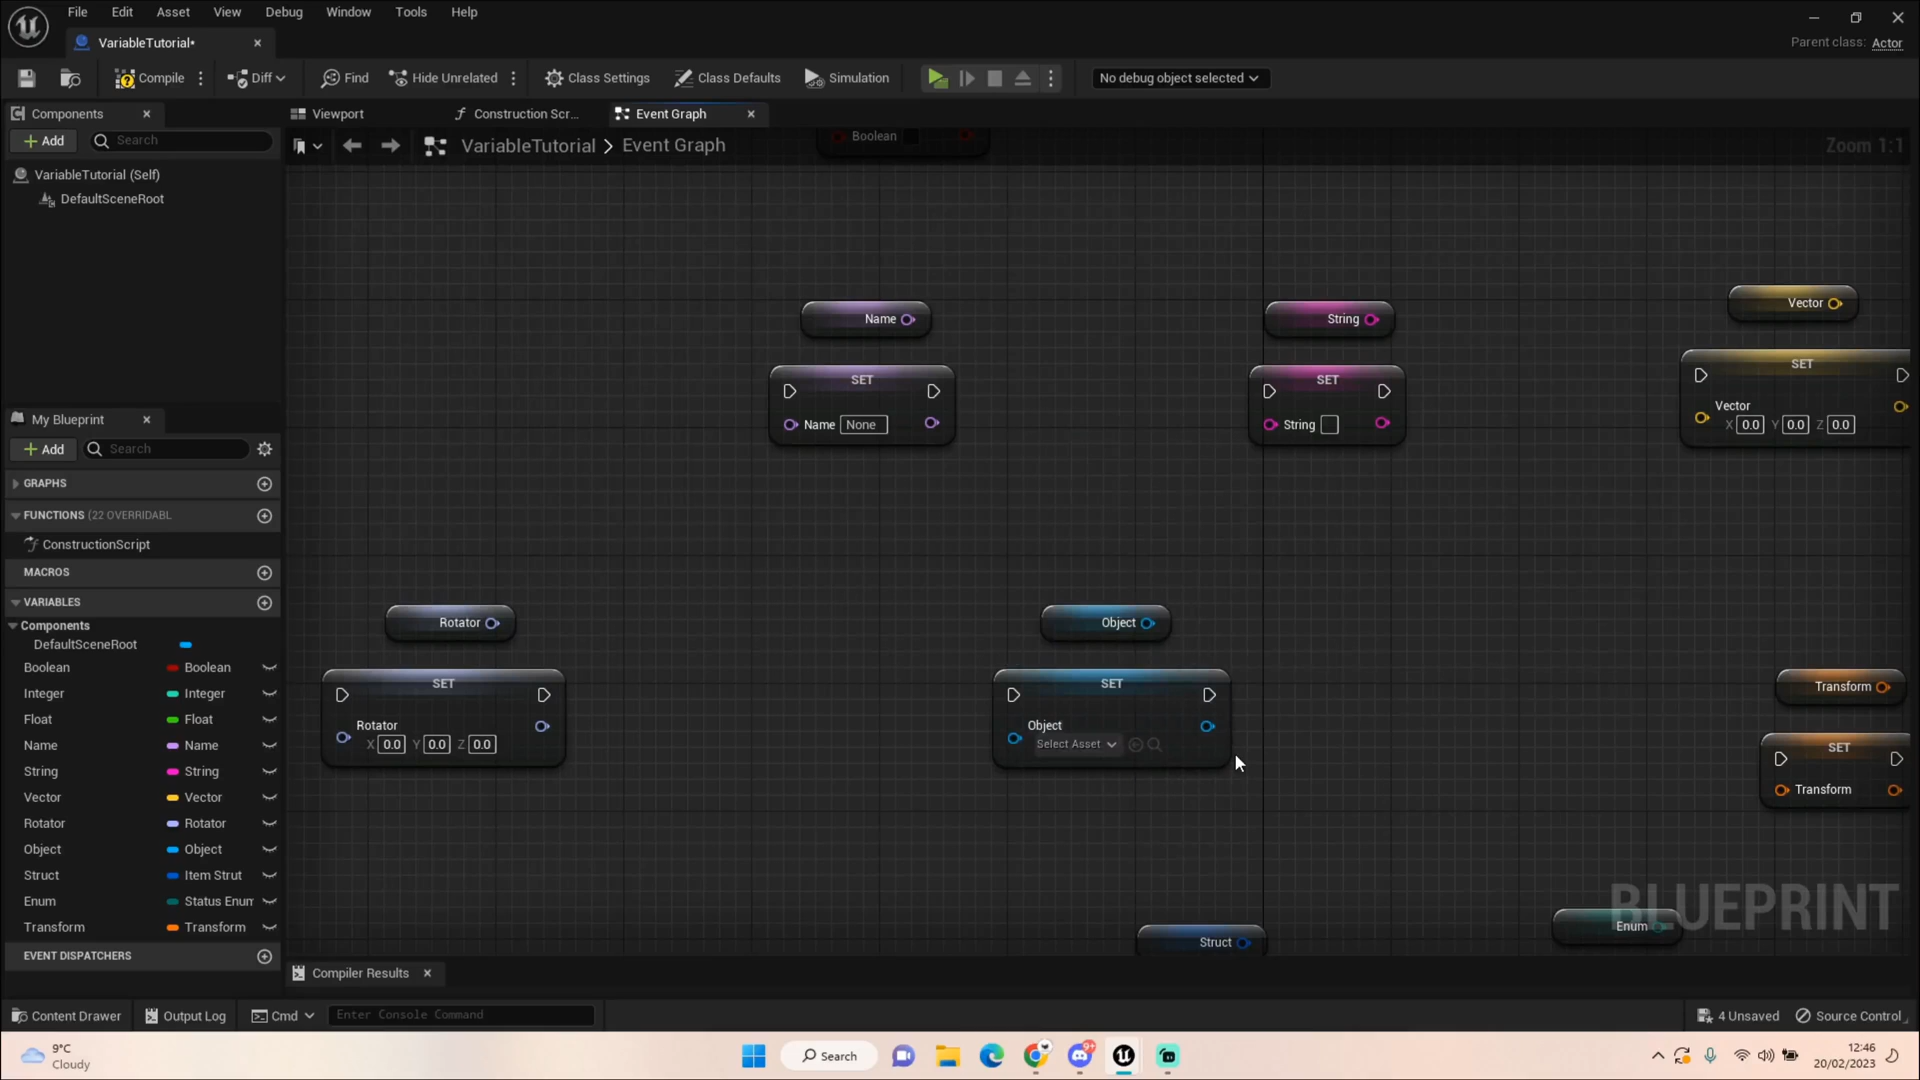 File Edit Asset View Debug Window Tools Help
VariableTutorial*
Parent class: Actor
Compile Diff Find Hide Unrelated Class Settings Class Defaults Simulation No debug object selected
Components Viewport Construction Scr... Event Graph
Add Search
VariableTutorial > Event Graph
Zoom 1:1
Boolean
VariableTutorial (Self)
DefaultSceneRoot
My Blueprint
Add Search
GRAPHS
FUNCTIONS (22 OVERRIDABL
ConstructionScript
MACROS
VARIABLES
Components
DefaultSceneRoot
Boolean Boolean
Integer Integer
Float Float
Name Name
String String
Vector Vector
Rotator Rotator
Object Object
Struct Item Strut
Enum Status Enum
Transform Transform
EVENT DISPATCHERS
Name
SET
Name None
String
SET
String
Vector
SET
Vector
X 0.0 Y 0.0 Z 0.0
Rotator
SET
Rotator
X 0.0 Y 0.0 Z 0.0
Object
SET
Object
Select Asset
Transform
SET
Transform
Struct
Enum
BLUEPRINT
Compiler Results
Content Drawer Output Log Cmd Enter Console Command 4 Unsaved Source Control
9°C
Cloudy
Search
9+
12:46
20/02/2023